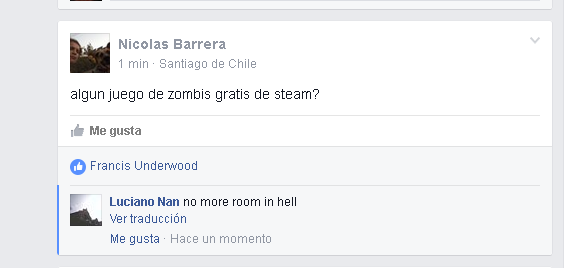 Nicolas Barrera
1 min · Santiago de Chile
algun juego de zombis gratis de steam?
Me gusta
Francis Underwood
Luciano Nan no more room in hell
Ver traducción
Me gusta · Hace un momento